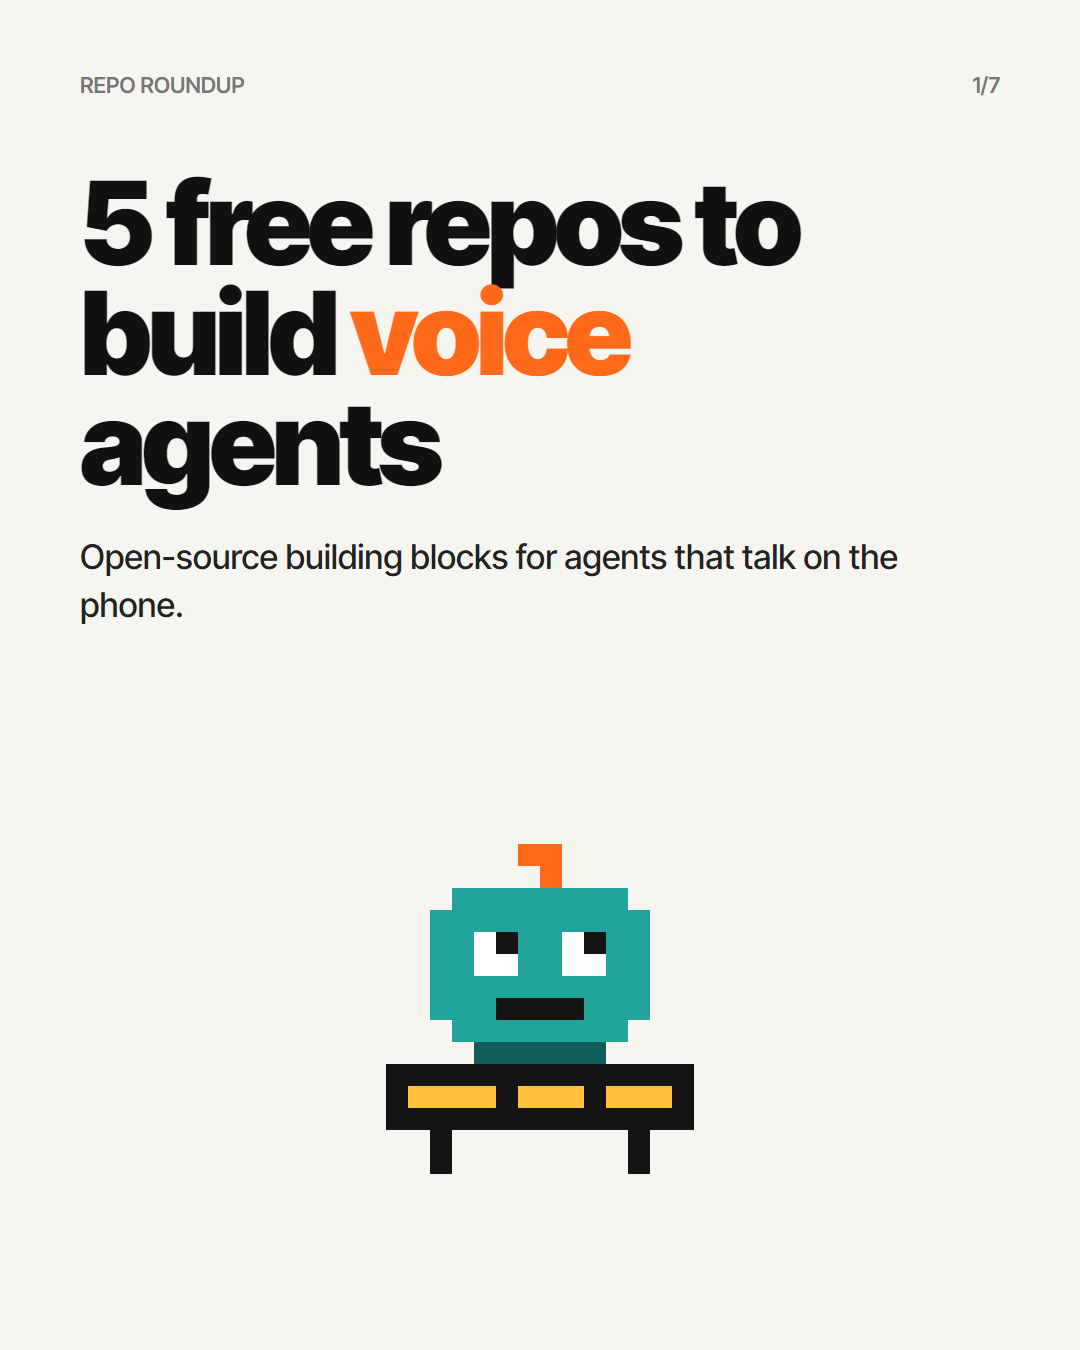 REPO ROUNDUP
1/7
5 free repos to
build voice
agents
Open-source building blocks for agents that talk on the
phone.